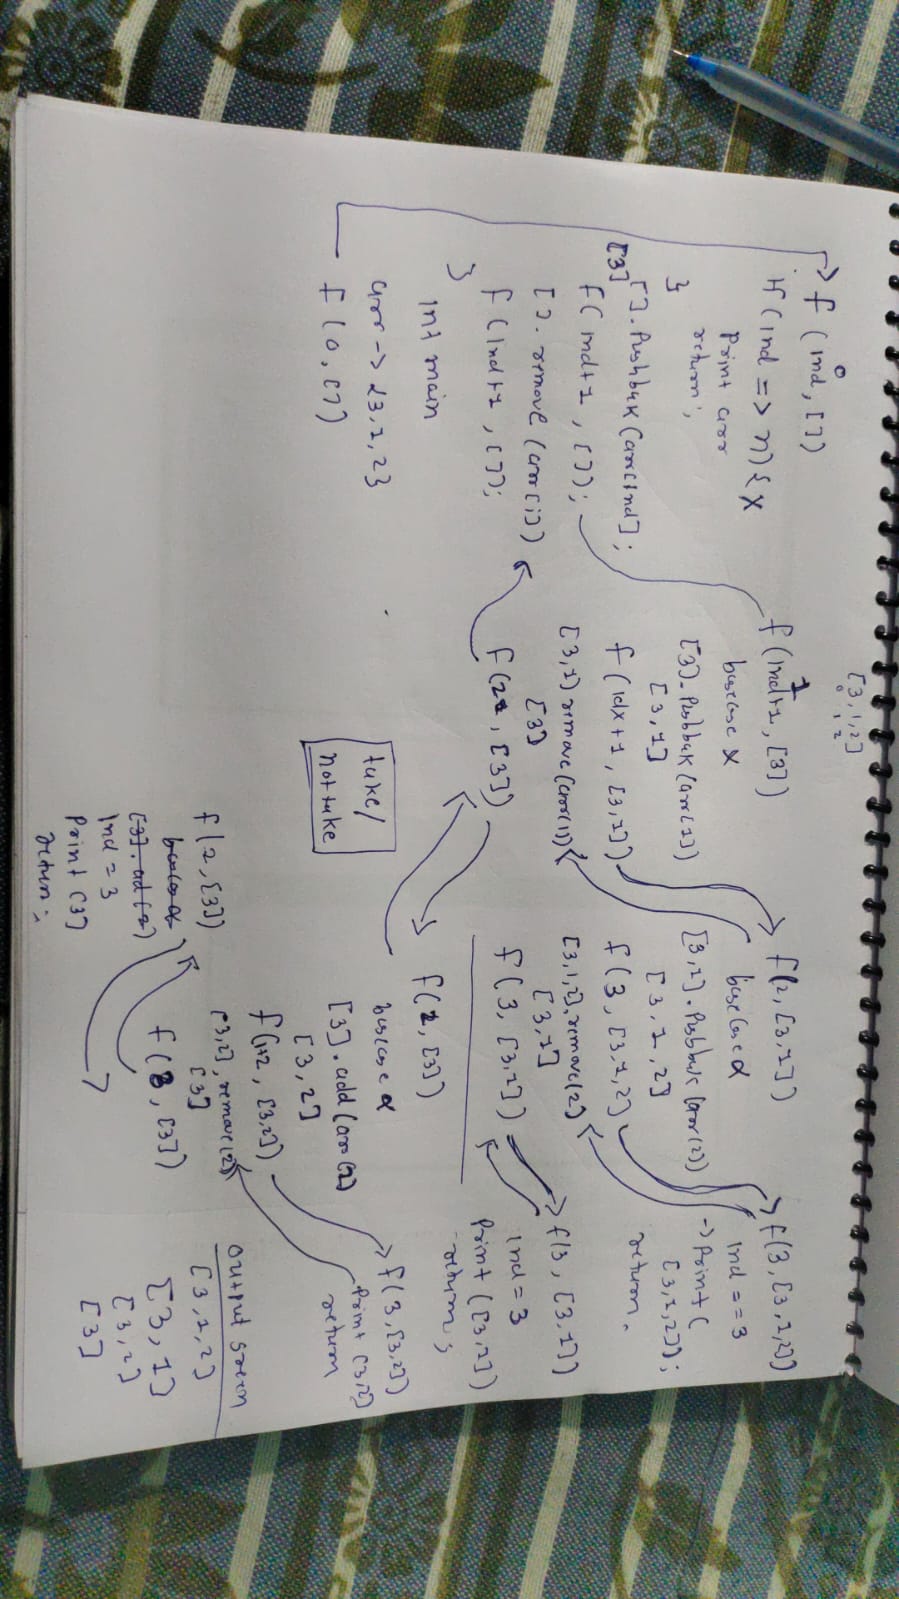 [3,1,2]
0 1 2
f(ind, [])
0
if (ind => n) { x
print arr
return;
}
[3]
[].Pushbak(arr[ind];
f(ind+1, []);
[].remove(arr[i])
f(ind+1, []);
}
int main
arr -> {3,1,2}
f(0, [])
f(ind+1, [3])
1
basecase x
[3].Pushbak(arr(1))
[3,1]
f(idx+1, [3,1])
[3,1] remove(arr(1))
[3]
f(2, [3])
take/
not take
f(2, [3,1])
basecase x
[3,1].Pushbak(arr(2))
[3,1,2]
f(3, [3,1,2]
[3,1,2].remove(2)
[3,1]
f(3, [3,1])
f(3, [3,1,2])
ind == 3
-> Print(
[3,1,2]);
return.
f(3, [3,1])
ind = 3
Print([3,1])
return;
f(2, [3])
basecase x
[3].add(arr(2)
[3,2]
f(1+2, [3,2])
[3,2].remove(2)
[3]
f(3, [3])
f(3, [3,2])
Print [3,2]
return
f(2, [3])
basecase x
[3].ad(2)
Ind = 3
Print [3]
return;
output screen
[3,1,2]
[3,1]
[3,2]
[3]